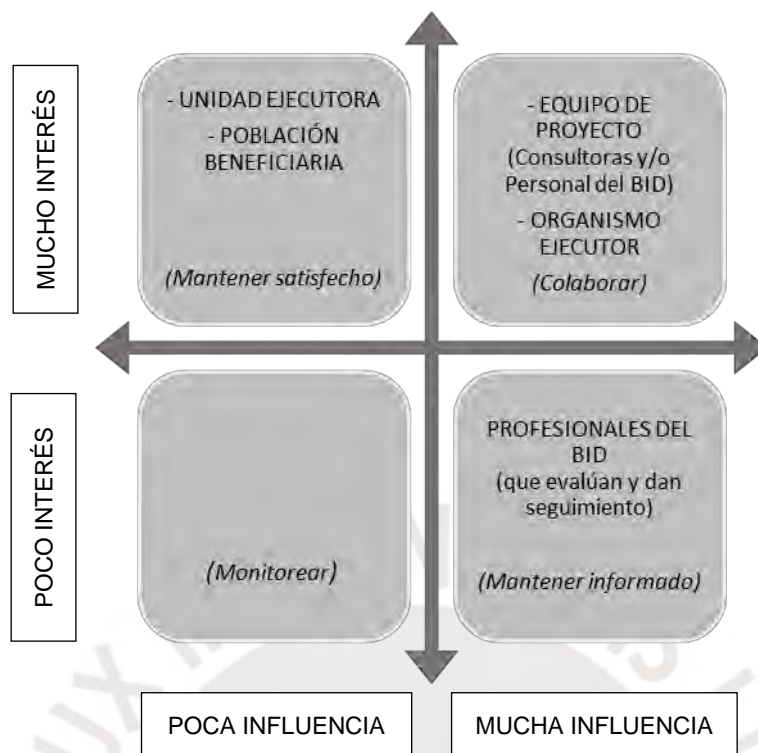 MUCHO INTERÉS
- UNIDAD EJECUTORA
- POBLACIÓN
BENEFICIARIA
(Mantener satisfecho)
- EQUIPO DE
PROYECTO
(Consultoras y/o
Personal del BID)
- ORGANISMO
EJECUTOR
(Colaborar)
POCO INTERÉS
(Monitorear)
PROFESIONALES DEL
BID
(que evalúan y dan
seguimiento)
(Mantener informado)
POCA INFLUENCIA
MUCHA INFLUENCIA